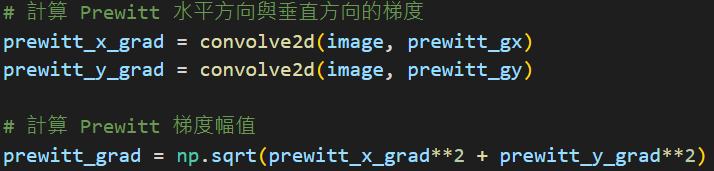 # 計算 Prewitt 水平方向與垂直方向的梯度
prewitt_x_grad = convolve2d(image, prewitt_gx)
prewitt_y_grad = convolve2d(image, prewitt_gy)
# 計算 Prewitt 梯度幅值
prewitt_grad = np.sqrt(prewitt_x_grad**2 + prewitt_y_grad**2)